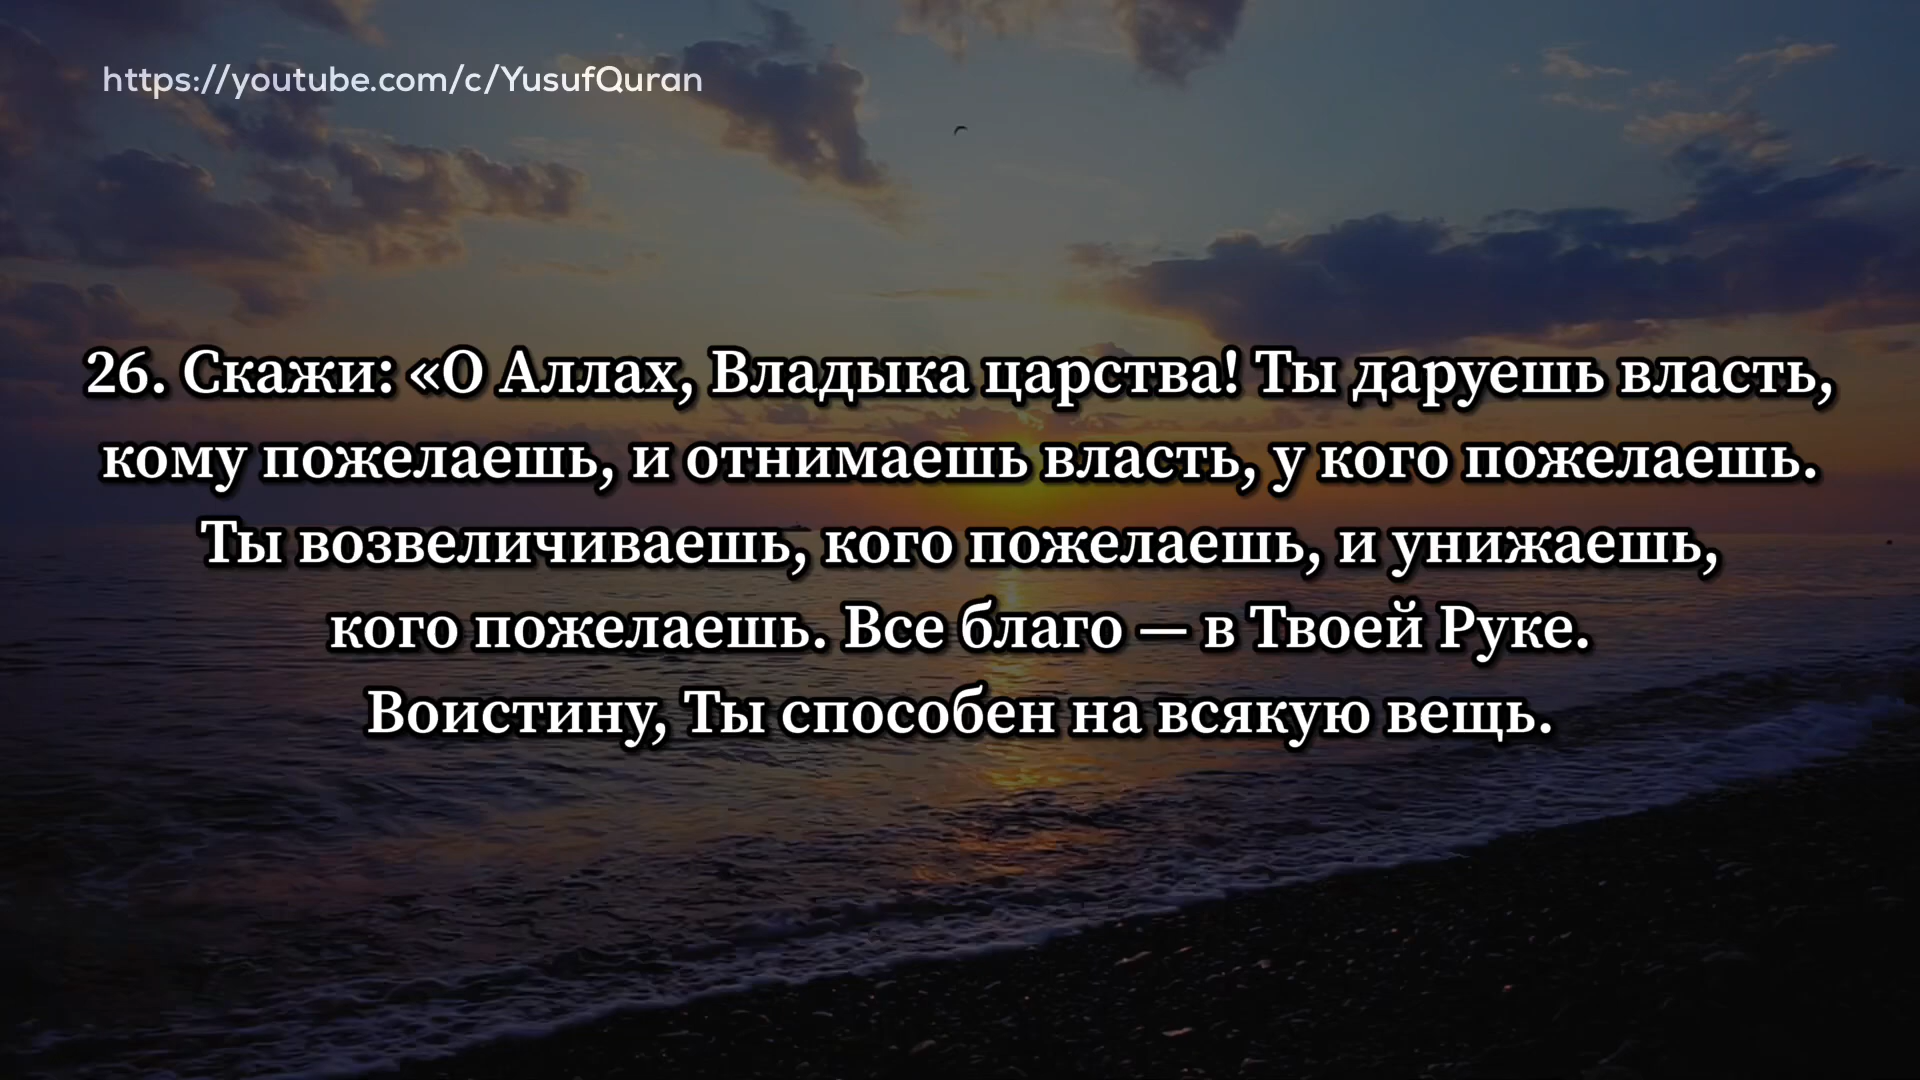 https://youtube.com/c/YusufQuran
26. Скажи: «О Аллах, Владыка царства! Ты даруешь власть,
кому пожелаешь, и отнимаешь власть, у кого пожелаешь.
Ты возвеличиваешь, кого пожелаешь, и унижаешь,
кого пожелаешь. Все благо — в Твоей Руке.
Воистину, Ты способен на всякую вещь.